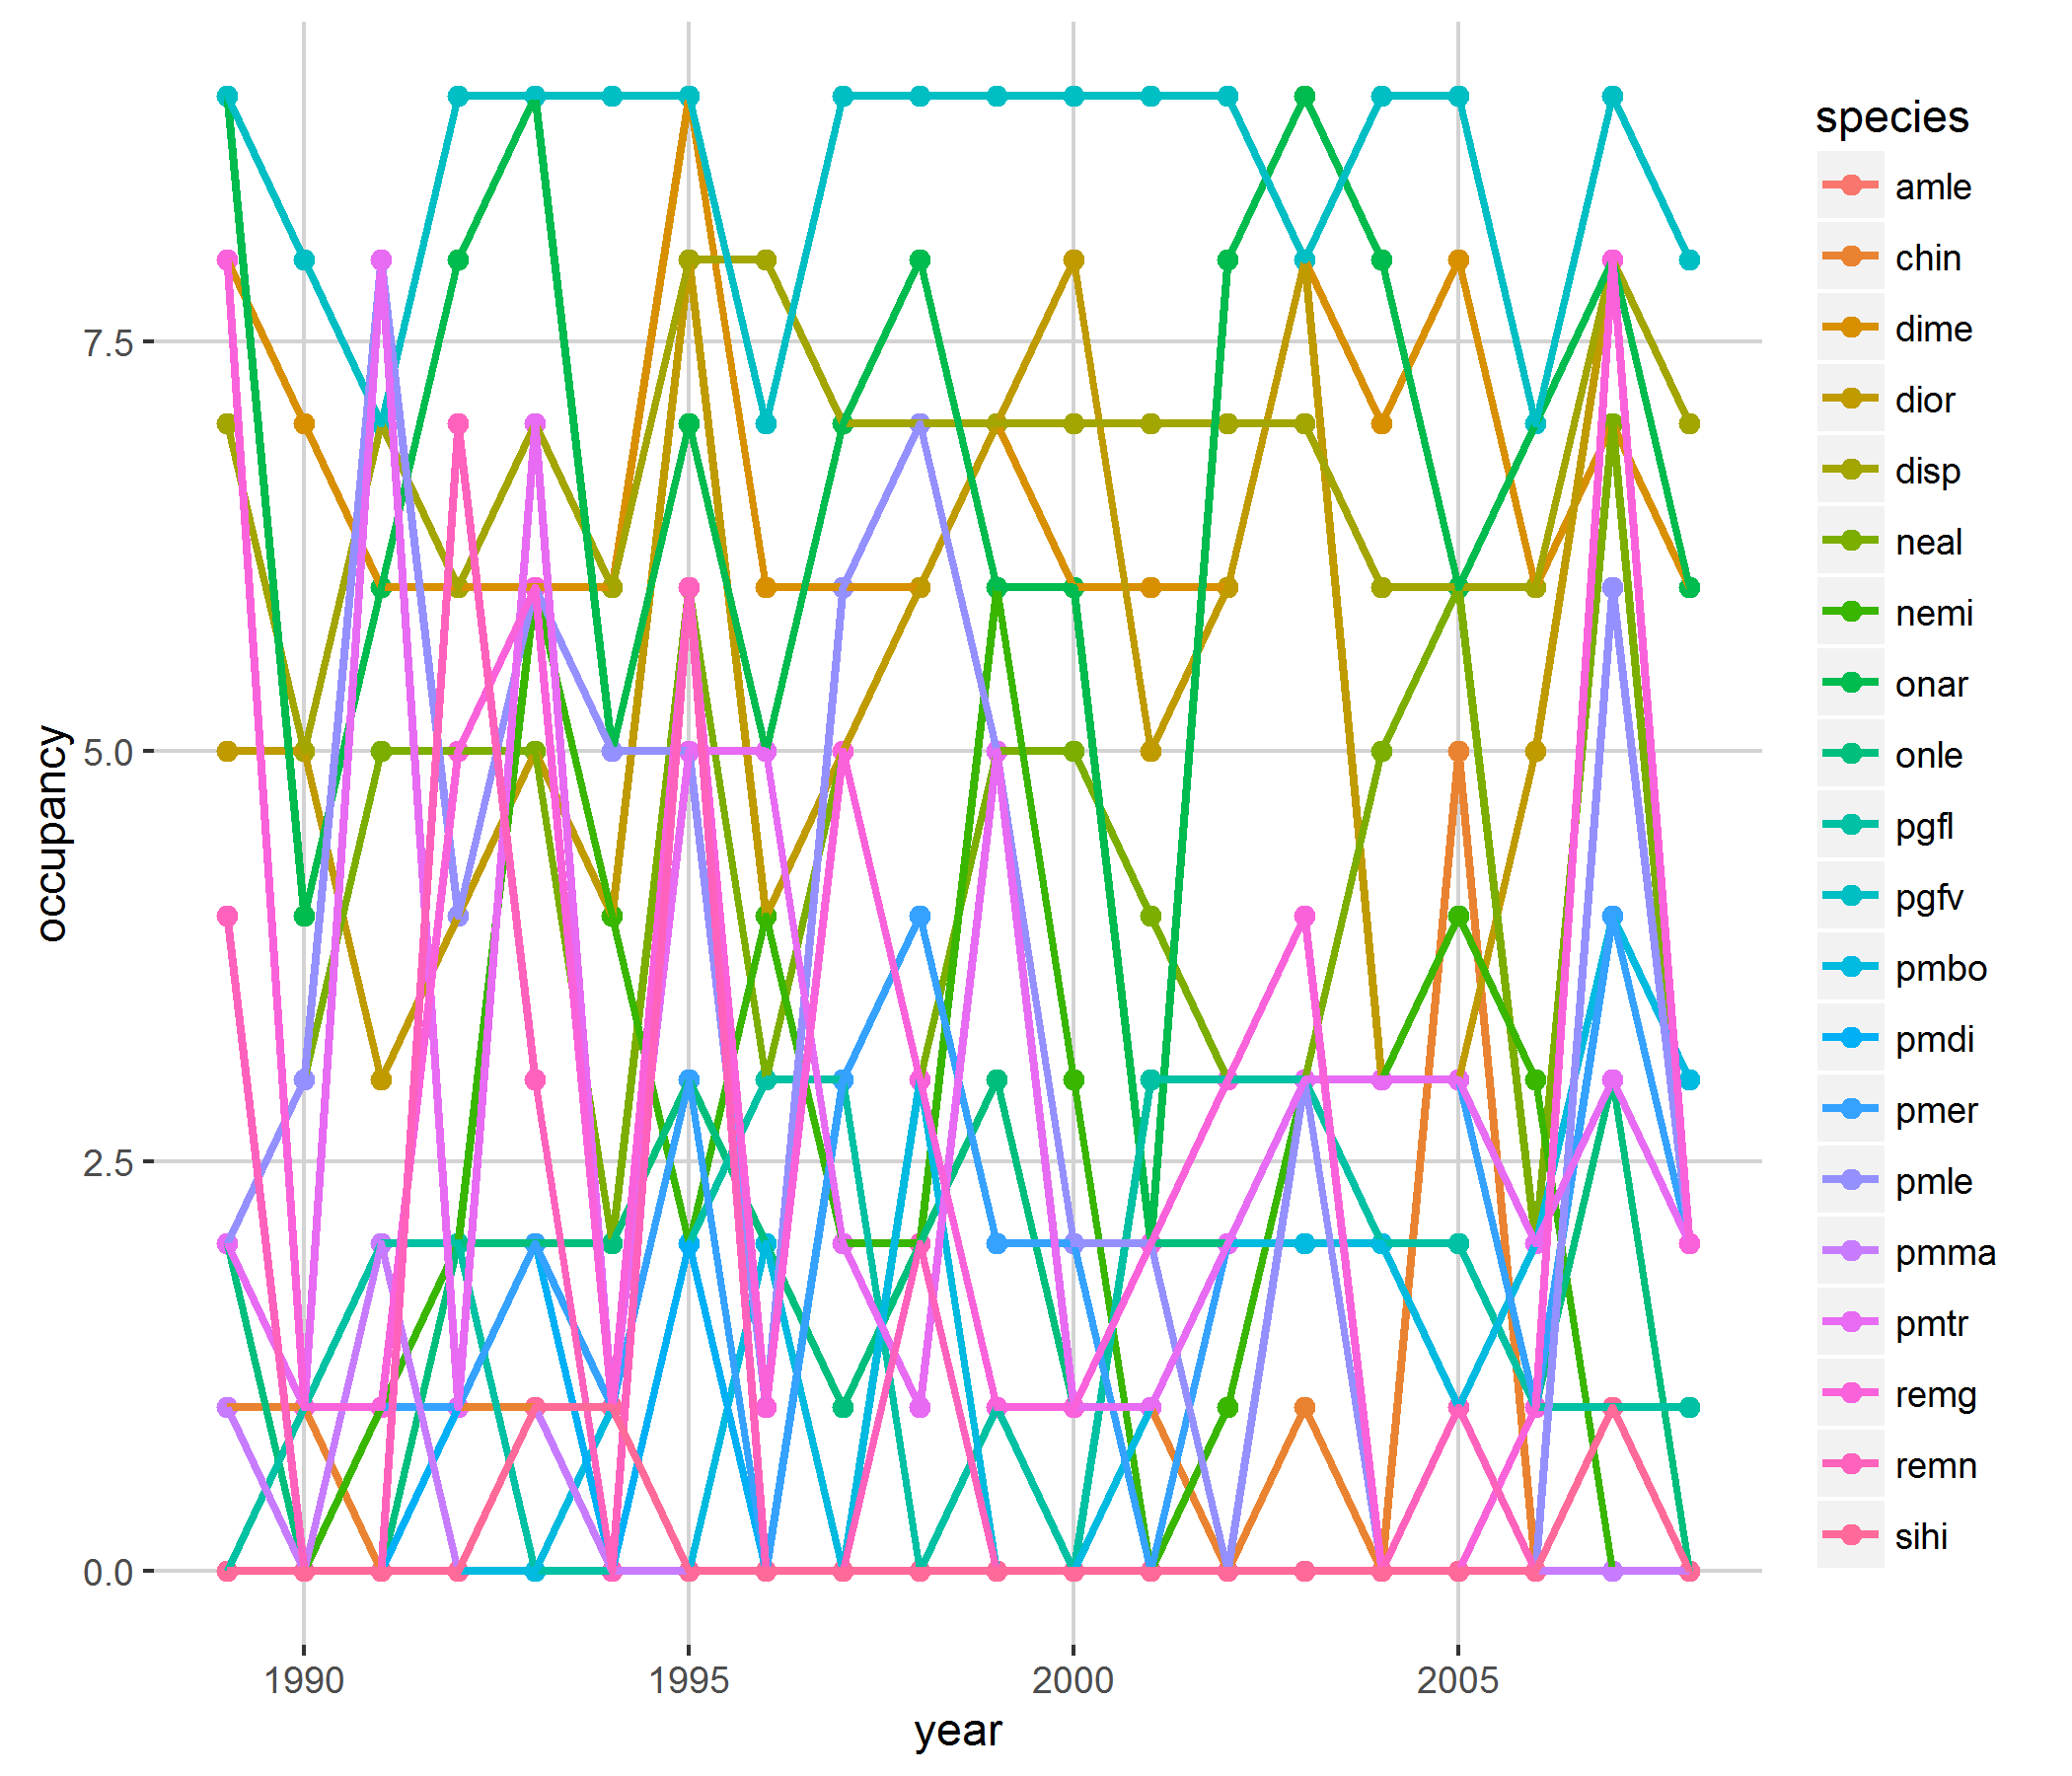 occupancy
7.5
5.0
2.5
0.0
1990 1995 2000 2005
year
species
amle
chin
dime
dior
disp
neal
nemi
onar
onle
pgfl
pgfv
pmbo
pmdi
pmer
pmle
pmma
pmtr
remg
remn
sihi